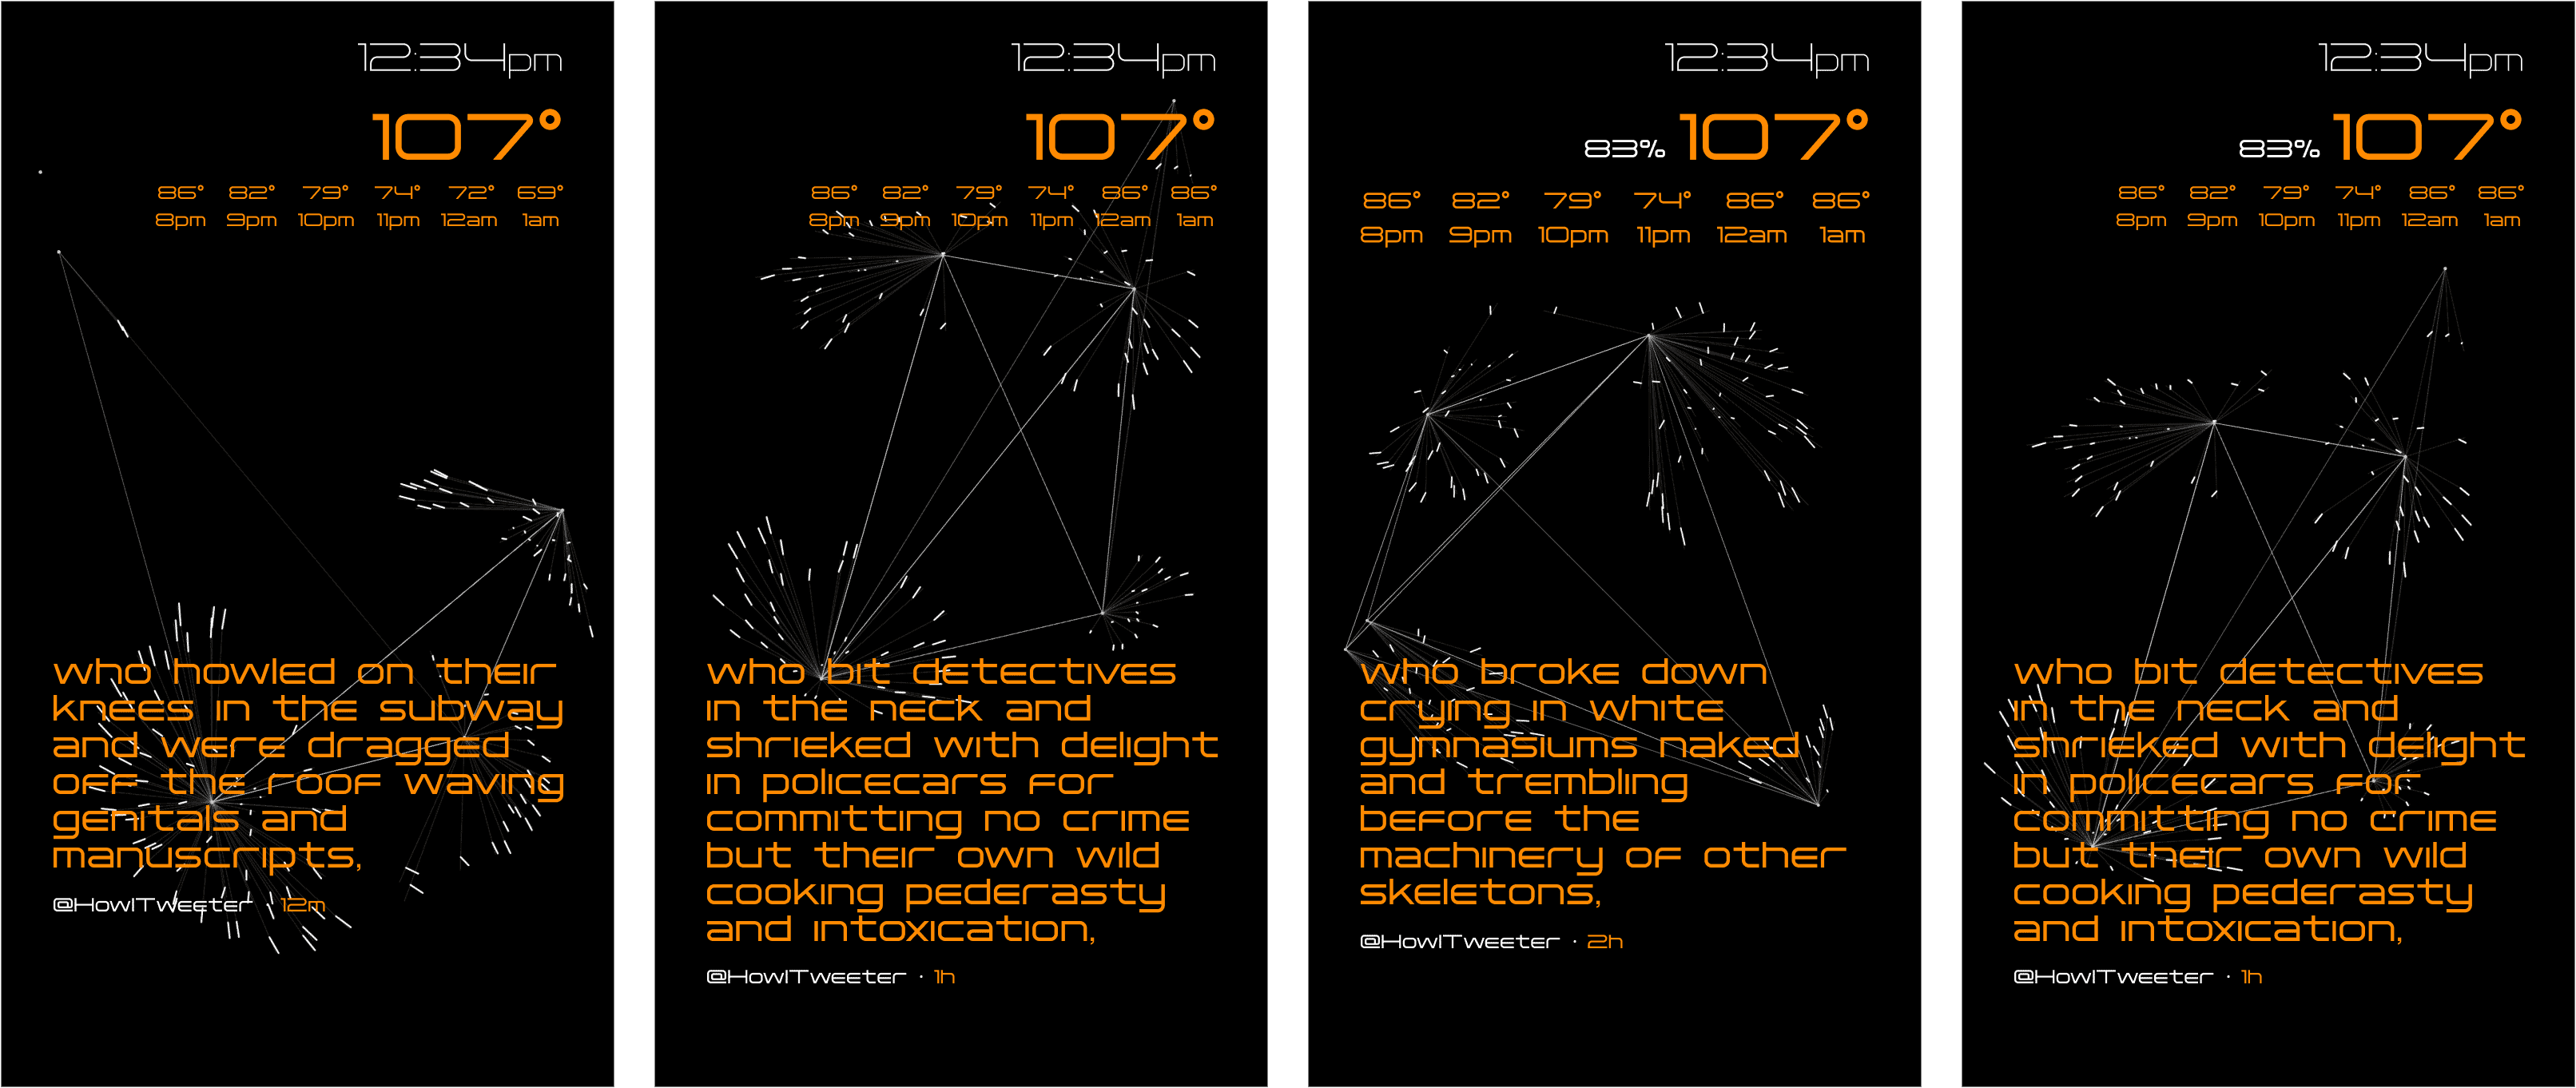 12:34pm
107°
86° 82° 79° 74° 72° 69°
8pm 9pm 10pm 11pm 12am 1am
who howled on their
knees in the subway
and were dragged
off the roof waving
genitals and
manuscripts,
@HowITweeter · 12m
12:34pm
107°
86° 82° 79° 74° 86° 86°
8pm 9pm 10pm 11pm 12am 1am
who bit detectives
in the neck and
shrieked with delight
in policecars for
committing no crime
but their own wild
cooking pederasty
and intoxication,
@HowITweeter · 1h
12:34pm
83% 107°
86° 82° 79° 74° 86° 86°
8pm 9pm 10pm 11pm 12am 1am
who broke down
crying in white
gymnasiums naked
and trembling
before the
machinery of other
skeletons,
@HowITweeter · 2h
12:34pm
83% 107°
86° 82° 79° 74° 86° 86°
8pm 9pm 10pm 11pm 12am 1am
who bit detectives
in the neck and
shrieked with delight
in policecars for
committing no crime
but their own wild
cooking pederasty
and intoxication,
@HowITweeter · 1h